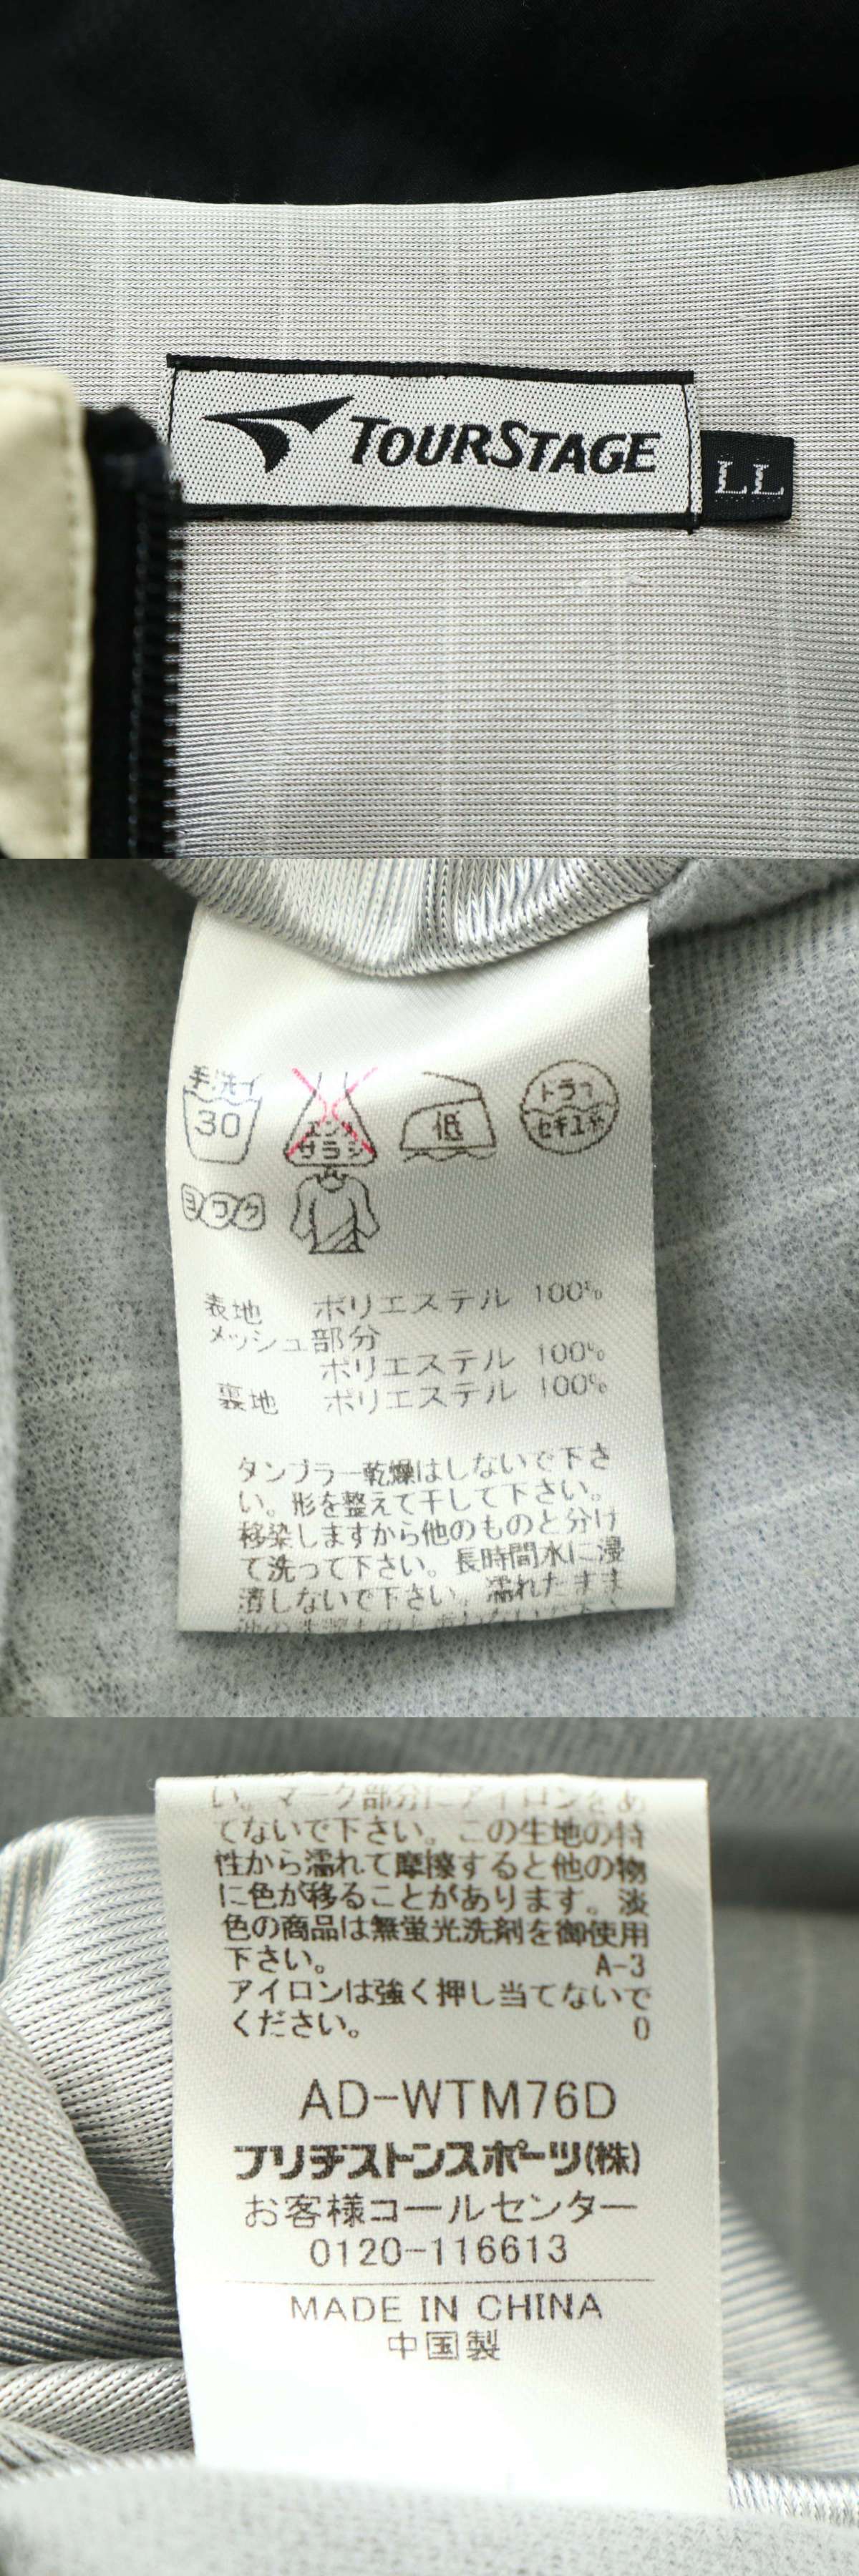 TOURSTAGE
LL
手洗イ
30
エンソ
サラシ
低
ドライ
セキユ系
ヨワク
表地 ポリエステル 100%
メッシュ部分
ポリエステル 100%
裏地 ポリエステル 100%
タンブラー乾燥はしないで下さ
い。形を整えて干して下さい。
移染しますから他のものと分け
て洗って下さい。長時間水に浸
漬しないで下さい。濡れたまま
い。マーク部分にアイロンをあ
てないで下さい。この生地の特
性から濡れて摩擦すると他の物
に色が移ることがあります。淡
色の商品は無蛍光洗剤を御使用
下さい。 A-3
アイロンは強く押し当てないで
ください。 0
AD-WTM76D
ブリヂストンスポーツ(株)
お客様コールセンター
0120-116613
MADE IN CHINA
中国製